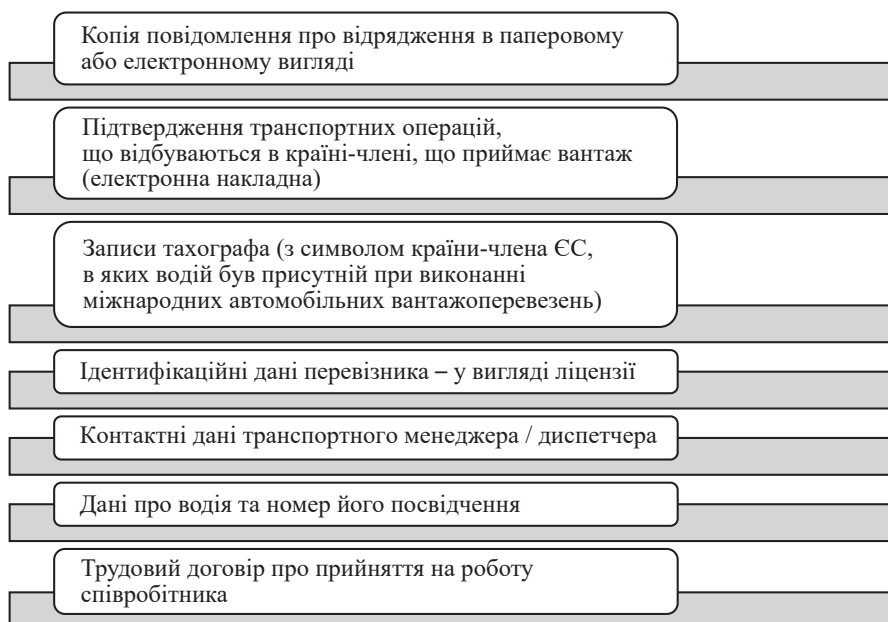 Копія повідомлення про відрядження в паперовому
або електронному вигляді
Підтвердження транспортних операцій,
що відбуваються в країні-члені, що приймає вантаж
(електронна накладна)
Записи тахографа (з символом країни-члена ЄС,
в яких водій був присутній при виконанні
міжнародних автомобільних вантажоперевезень)
Ідентифікаційні дані перевізника – у вигляді ліцензії
Контактні дані транспортного менеджера / диспетчера
Дані про водія та номер його посвідчення
Трудовий договір про прийняття на роботу
співробітника